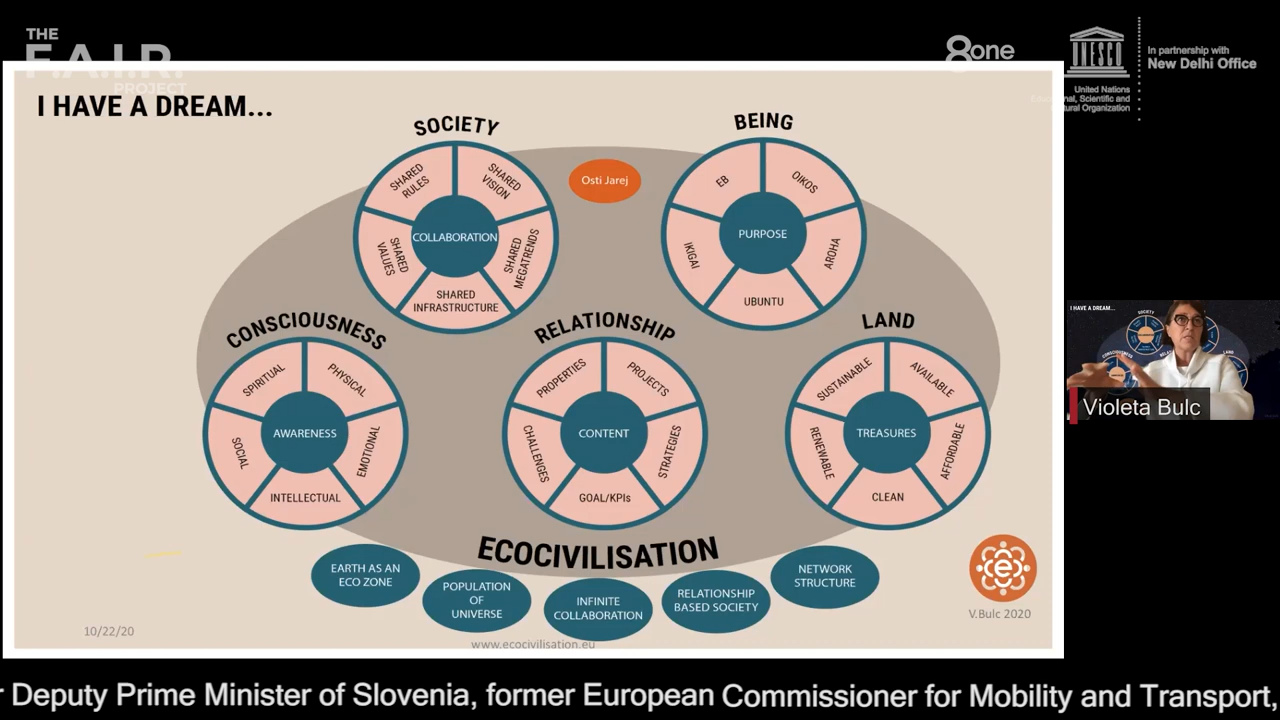 THE
F.A.I.R.
PROJECT
8one
UNESCO
United Nations
Educational, Scientific and
Cultural Organization
In partnership with
New Delhi Office
I HAVE A DREAM...
SOCIETY
SHARED
RULES
SHARED
VISION
SHARED
VALUES
SHARED
MEGATRENDS
SHARED
INFRASTRUCTURE
COLLABORATION
Osti Jarej
BEING
EB
OIKOS
IKIGAI
AROHA
UBUNTU
PURPOSE
CONSCIOUSNESS
SPIRITUAL
PHYSICAL
SOCIAL
EMOTIONAL
INTELLECTUAL
AWARENESS
RELATIONSHIP
PROPERTIES
PROJECTS
CHALLENGES
STRATEGIES
GOAL/KPIs
CONTENT
LAND
SUSTAINABLE
AVAILABLE
RENEWABLE
AFFORDABLE
CLEAN
TREASURES
ECOCIVILISATION
EARTH AS AN
ECO ZONE
POPULATION
OF
UNIVERSE
INFINITE
COLLABORATION
RELATIONSHIP
BASED SOCIETY
NETWORK
STRUCTURE
e
V.Bulc 2020
10/22/20
www.ecocivilisation.eu
I HAVE A DREAM...
SOCIETY
LAND
Violeta Bulc
r Deputy Prime Minister of Slovenia, former European Commissioner for Mobility and Transport,